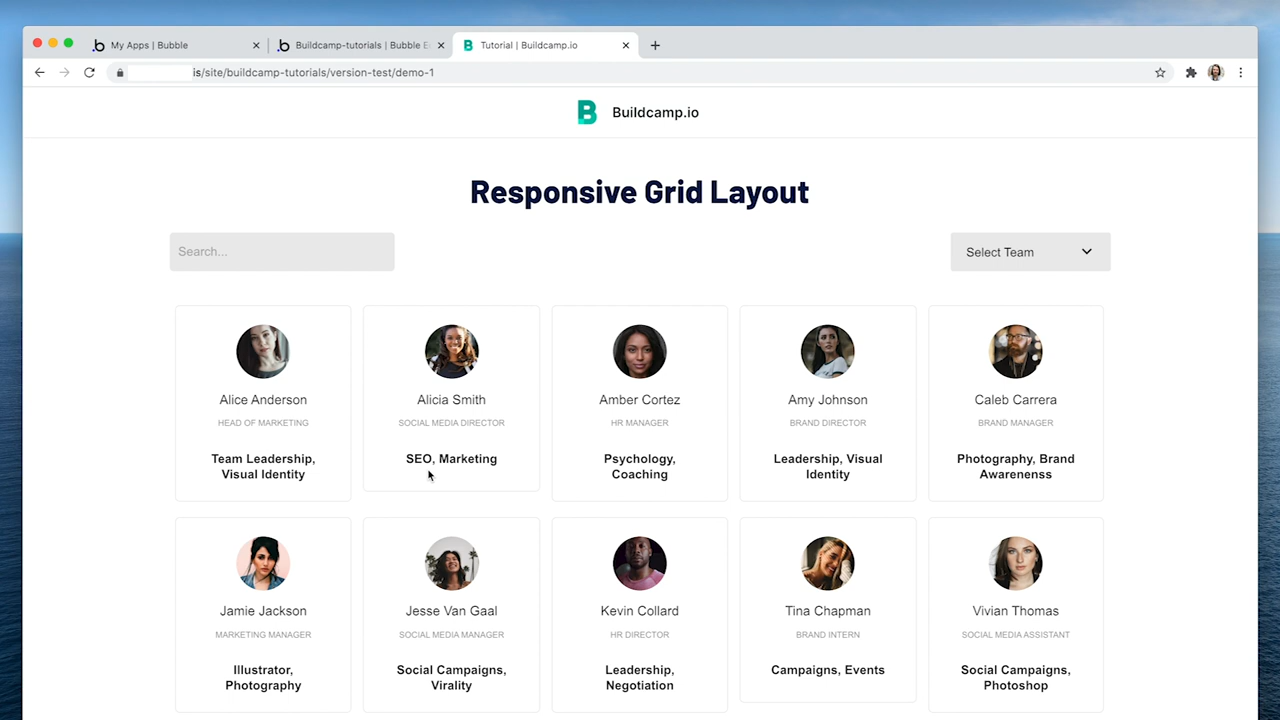 My Apps | Bubble
Buildcamp-tutorials | Bubble E
Tutorial | Buildcamp.io
is/site/buildcamp-tutorials/version-test/demo-1
B Buildcamp.io
Responsive Grid Layout
Search...
Select Team
Alice Anderson
HEAD OF MARKETING
Team Leadership,
Visual Identity
Alicia Smith
SOCIAL MEDIA DIRECTOR
SEO, Marketing
Amber Cortez
HR MANAGER
Psychology,
Coaching
Amy Johnson
BRAND DIRECTOR
Leadership, Visual
Identity
Caleb Carrera
BRAND MANAGER
Photography, Brand
Awarenenss
Jamie Jackson
MARKETING MANAGER
Illustrator,
Photography
Jesse Van Gaal
SOCIAL MEDIA MANAGER
Social Campaigns,
Virality
Kevin Collard
HR DIRECTOR
Leadership,
Negotiation
Tina Chapman
BRAND INTERN
Campaigns, Events
Vivian Thomas
SOCIAL MEDIA ASSISTANT
Social Campaigns,
Photoshop